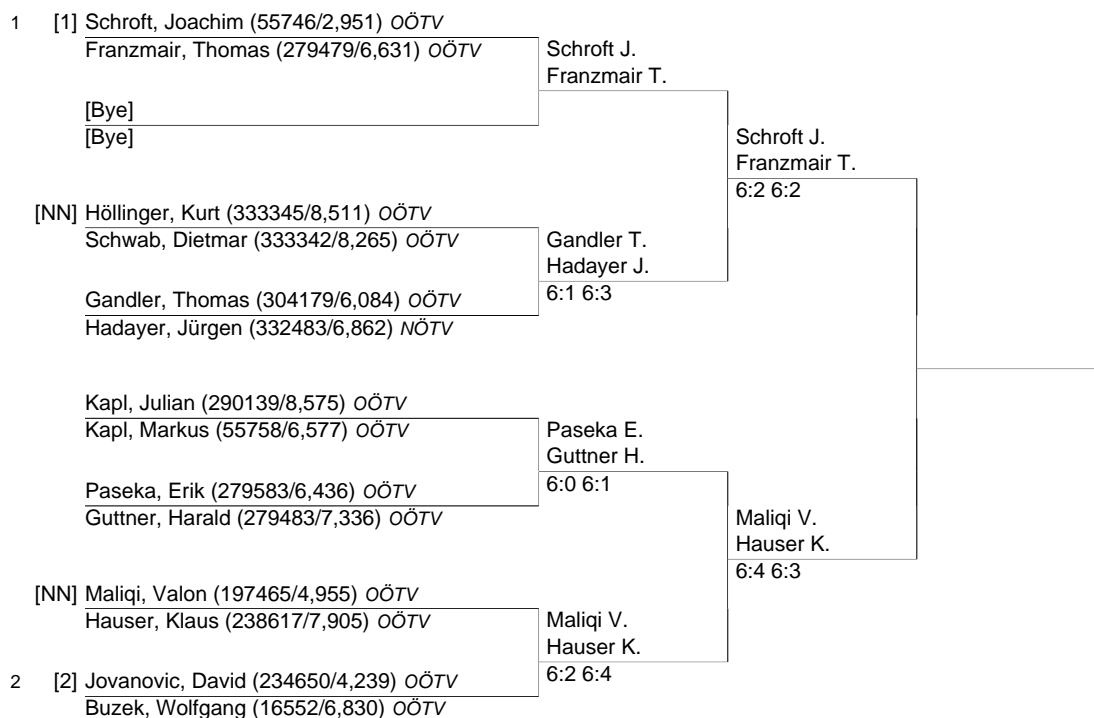 1 [1] Schroft, Joachim (55746/2,951) OÖTV
Franzmair, Thomas (279479/6,631) OÖTV
Schroft J.
Franzmair T.
[Bye]
[Bye]
Schroft J.
Franzmair T.
6:2 6:2
[NN] Höllinger, Kurt (333345/8,511) OÖTV
Schwab, Dietmar (333342/8,265) OÖTV
Gandler T.
Hadayer J.
6:1 6:3
Gandler, Thomas (304179/6,084) OÖTV
Hadayer, Jürgen (332483/6,862) NÖTV
Kapl, Julian (290139/8,575) OÖTV
Kapl, Markus (55758/6,577) OÖTV
Paseka E.
Guttner H.
6:0 6:1
Paseka, Erik (279583/6,436) OÖTV
Guttner, Harald (279483/7,336) OÖTV
Maliqi V.
Hauser K.
6:4 6:3
[NN] Maliqi, Valon (197465/4,955) OÖTV
Hauser, Klaus (238617/7,905) OÖTV
Maliqi V.
Hauser K.
6:2 6:4
2 [2] Jovanovic, David (234650/4,239) OÖTV
Buzek, Wolfgang (16552/6,830) OÖTV